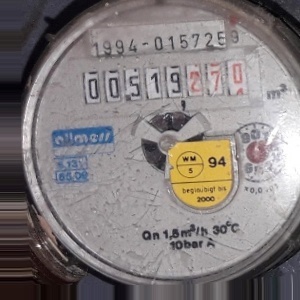 1994-0157259
00519270
m³
allmess
WM
5
94
beglaubigt bis
2000
Qn 1,5m³/h 30°C
10bar A